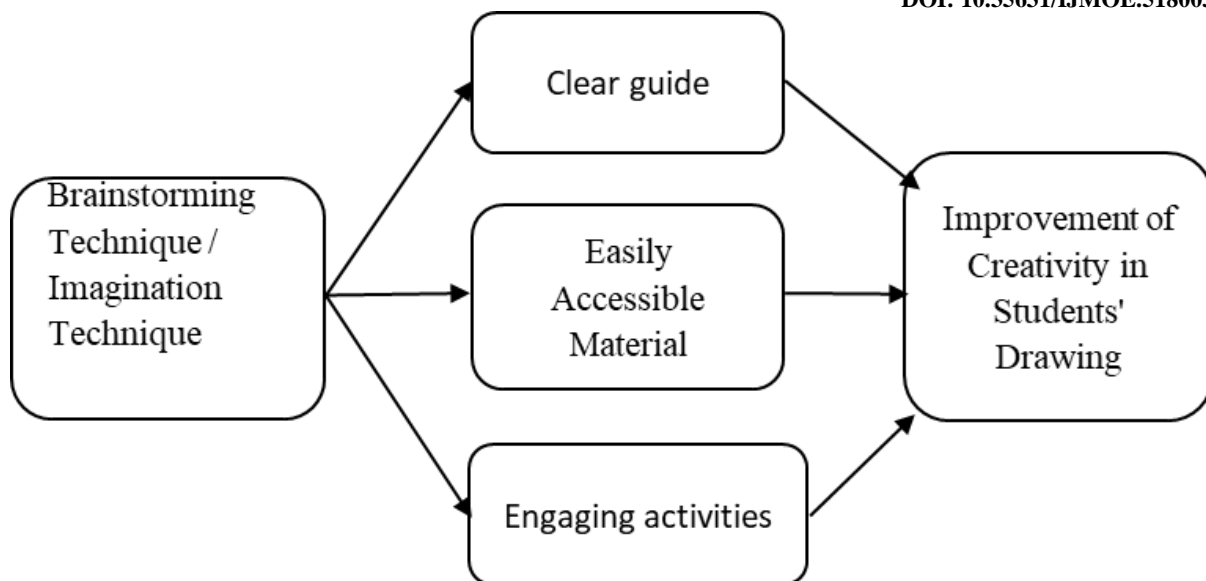 Clear guide
Brainstorming
Technique /
Imagination
Technique
Easily
Accessible
Material
Improvement of
Creativity in
Students'
Drawing
Engaging activities